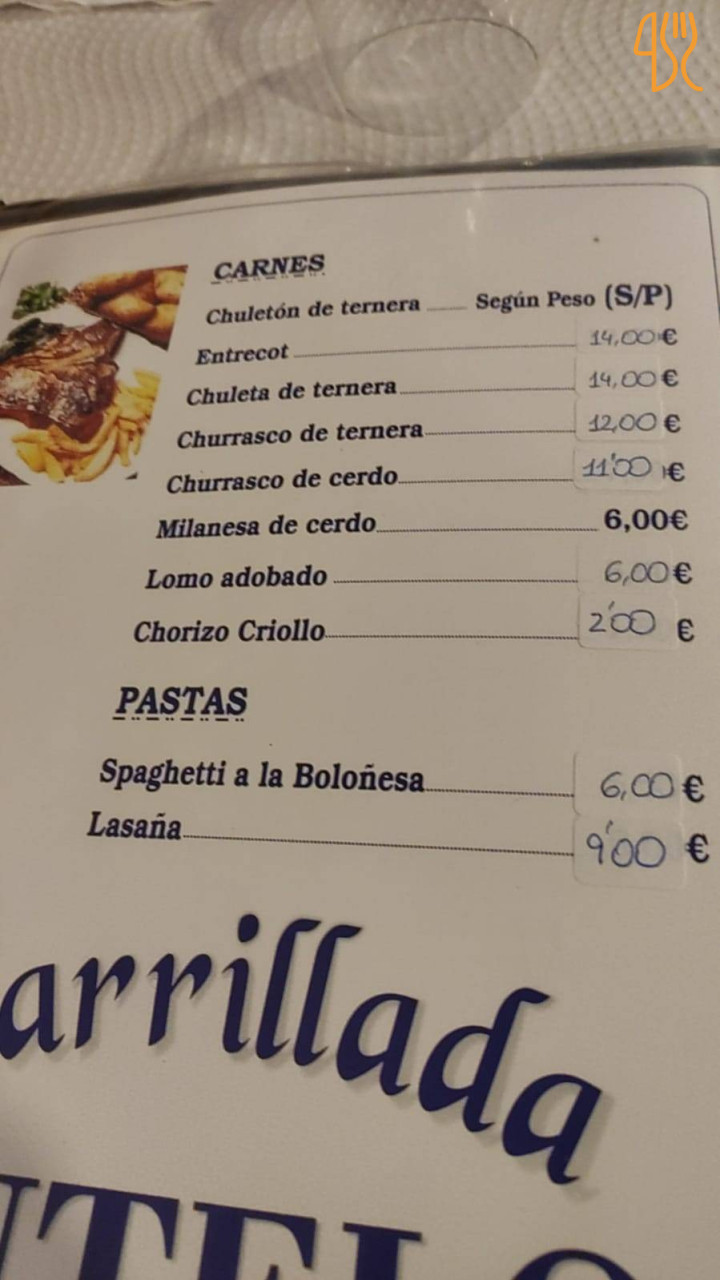 CARNES
Chuletón de ternera Según Peso (S/P)
Entrecot 14,00 €
Chuleta de ternera 14,00 €
Churrasco de ternera 12,00 €
Churrasco de cerdo 11'00 €
Milanesa de cerdo 6,00€
Lomo adobado 6,00 €
Chorizo Criollo 2'00 €
PASTAS
Spaghetti a la Boloñesa 6,00 €
Lasaña 9'00 €
arrillada